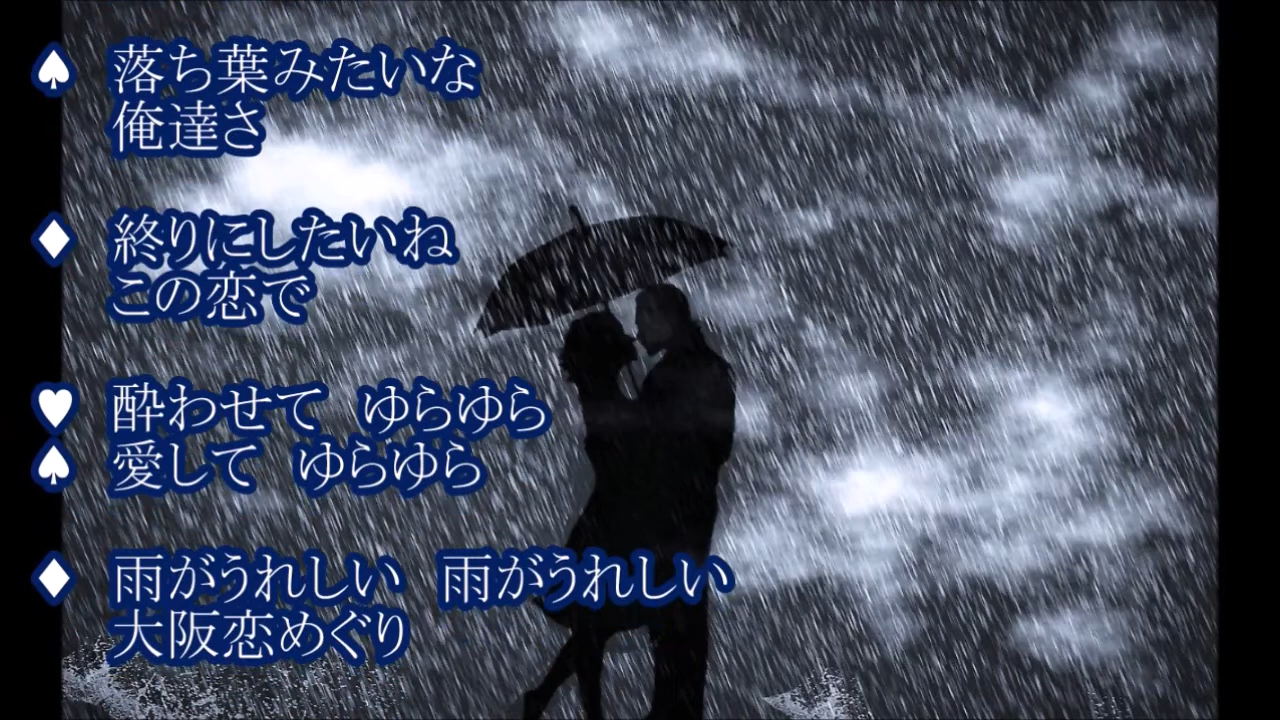 ♠ 落ち葉みたいな
俺達さ
♦ 終りにしたいね
この恋で
♥ 酔わせて　ゆらゆら
♠ 愛して　ゆらゆら
♦ 雨がうれしい　雨がうれしい
大阪恋めぐり